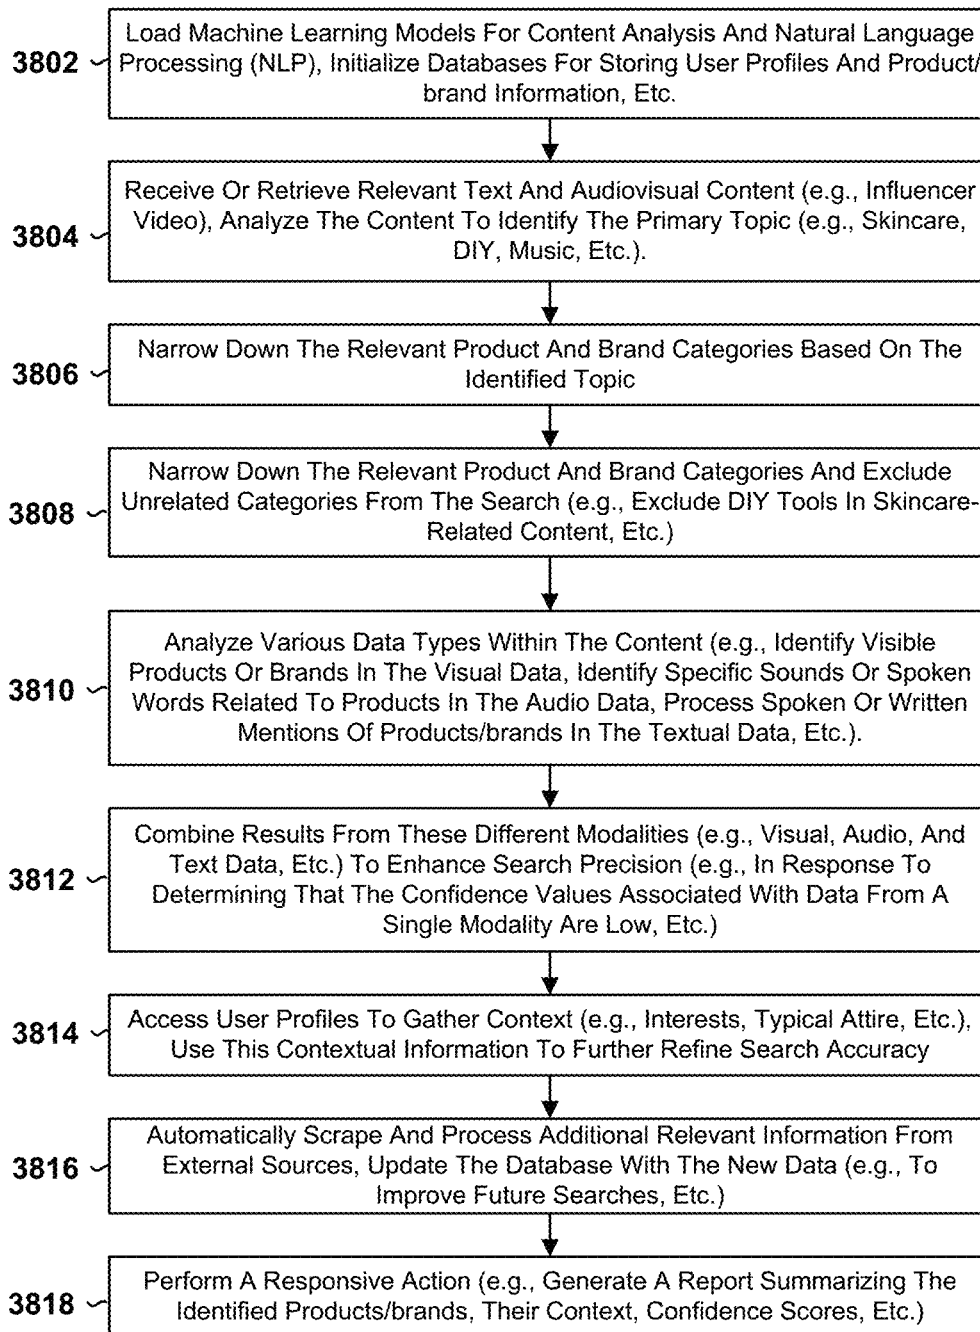 3802
Load Machine Learning Models For Content Analysis And Natural Language
Processing (NLP), Initialize Databases For Storing User Profiles And Product/
brand Information, Etc.
3804
Receive Or Retrieve Relevant Text And Audiovisual Content (e.g., Influencer
Video), Analyze The Content To Identify The Primary Topic (e.g., Skincare,
DIY, Music, Etc.).
3806
Narrow Down The Relevant Product And Brand Categories Based On The
Identified Topic
3808
Narrow Down The Relevant Product And Brand Categories And Exclude
Unrelated Categories From The Search (e.g., Exclude DIY Tools In Skincare-
Related Content, Etc.)
3810
Analyze Various Data Types Within The Content (e.g., Identify Visible
Products Or Brands In The Visual Data, Identify Specific Sounds Or Spoken
Words Related To Products In The Audio Data, Process Spoken Or Written
Mentions Of Products/brands In The Textual Data, Etc.).
3812
Combine Results From These Different Modalities (e.g., Visual, Audio, And
Text Data, Etc.) To Enhance Search Precision (e.g., In Response To
Determining That The Confidence Values Associated With Data From A
Single Modality Are Low, Etc.)
3814
Access User Profiles To Gather Context (e.g., Interests, Typical Attire, Etc.),
Use This Contextual Information To Further Refine Search Accuracy
3816
Automatically Scrape And Process Additional Relevant Information From
External Sources, Update The Database With The New Data (e.g., To
Improve Future Searches, Etc.)
3818
Perform A Responsive Action (e.g., Generate A Report Summarizing The
Identified Products/brands, Their Context, Confidence Scores, Etc.)